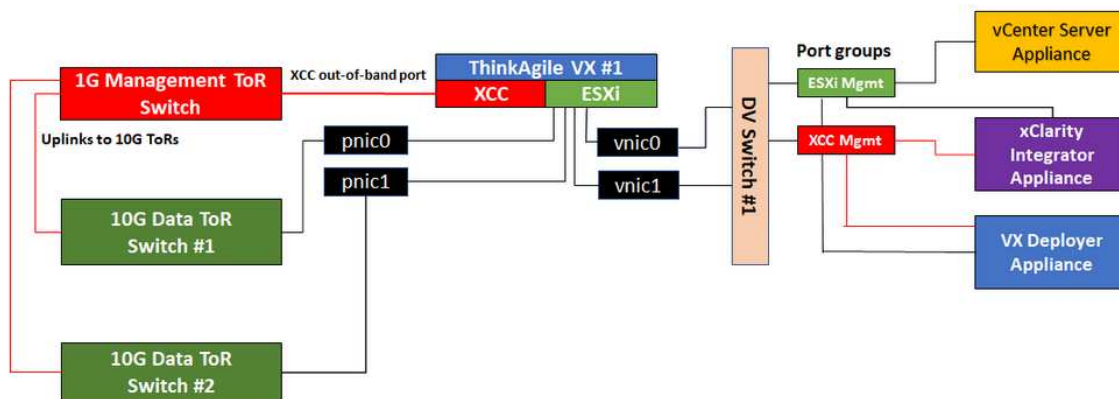 1G Management ToR
Switch
XCC out-of-band port
ThinkAgile VX #1
XCC
ESXi
Uplinks to 10G ToRs
pnic0
pnic1
vnic0
vnic1
10G Data ToR
Switch #1
10G Data ToR
Switch #2
DV Switch #1
Port groups
ESXi Mgmt
XCC Mgmt
vCenter Server
Appliance
xClarity
Integrator
Appliance
VX Deployer
Appliance